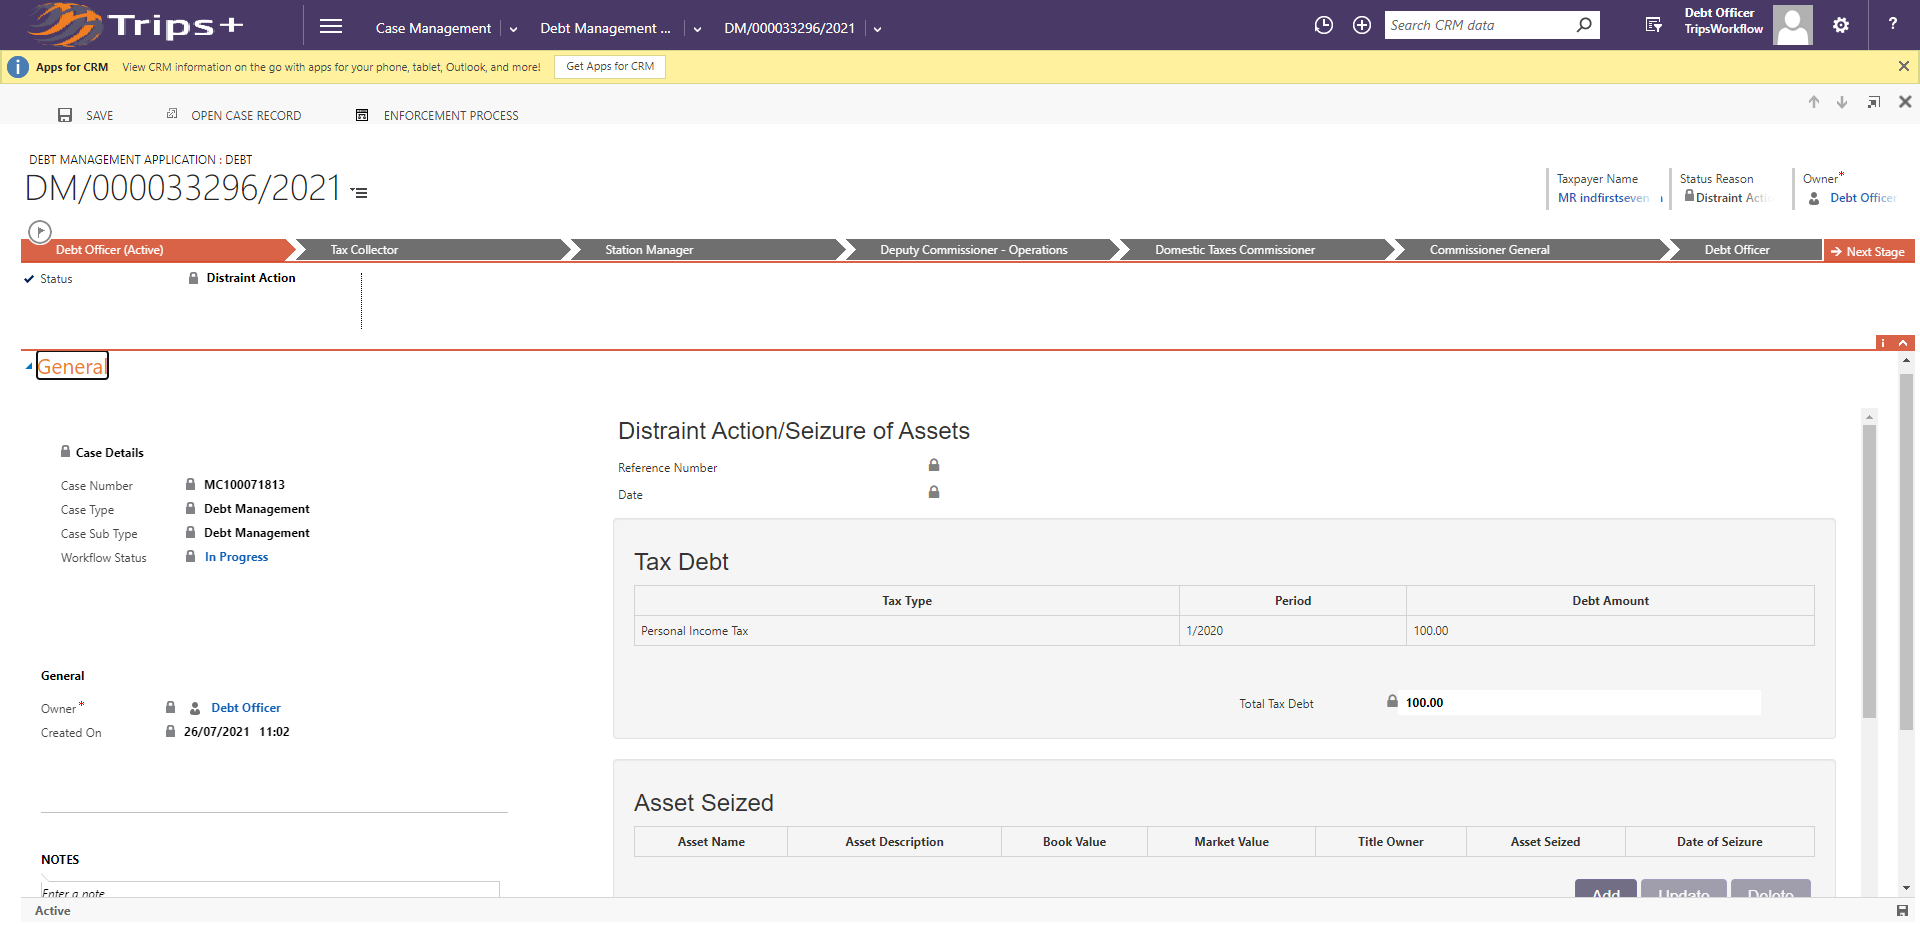 Trips+
Case Management
Debt Management ...
DM/000033296/2021
Search CRM data
Debt Officer
TripsWorkflow
?
Apps for CRM View CRM information on the go with apps for your phone, tablet, Outlook, and more! Get Apps for CRM
SAVE
OPEN CASE RECORD
ENFORCEMENT PROCESS
DEBT MANAGEMENT APPLICATION : DEBT
DM/000033296/2021
Taxpayer Name
MR indfirstseven
Status Reason
Distraint Actio
Owner*
Debt Officer
Debt Officer (Active)
Tax Collector
Station Manager
Deputy Commissioner - Operations
Domestic Taxes Commissioner
Commissioner General
Debt Officer
Next Stage
Status Distraint Action
General
Case Details
Case Number MC100071813
Case Type Debt Management
Case Sub Type Debt Management
Workflow Status In Progress
General
Owner* Debt Officer
Created On 26/07/2021 11:02
NOTES
Enter a note
Distraint Action/Seizure of Assets
Reference Number
Date
Tax Debt
Tax Type Period Debt Amount
Personal Income Tax 1/2020 100.00
Total Tax Debt 100.00
Asset Seized
Asset Name Asset Description Book Value Market Value Title Owner Asset Seized Date of Seizure
Add Update Delete
Active